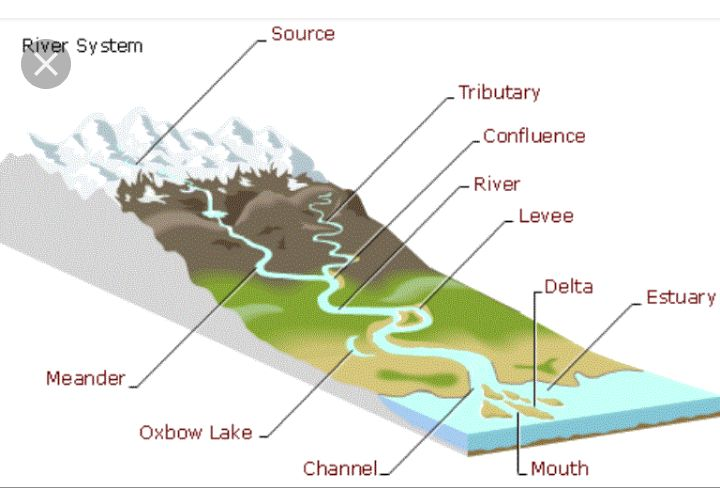 River System
Source
Tributary
Confluence
River
Levee
Delta
Estuary
Meander
Oxbow Lake
Channel
Mouth